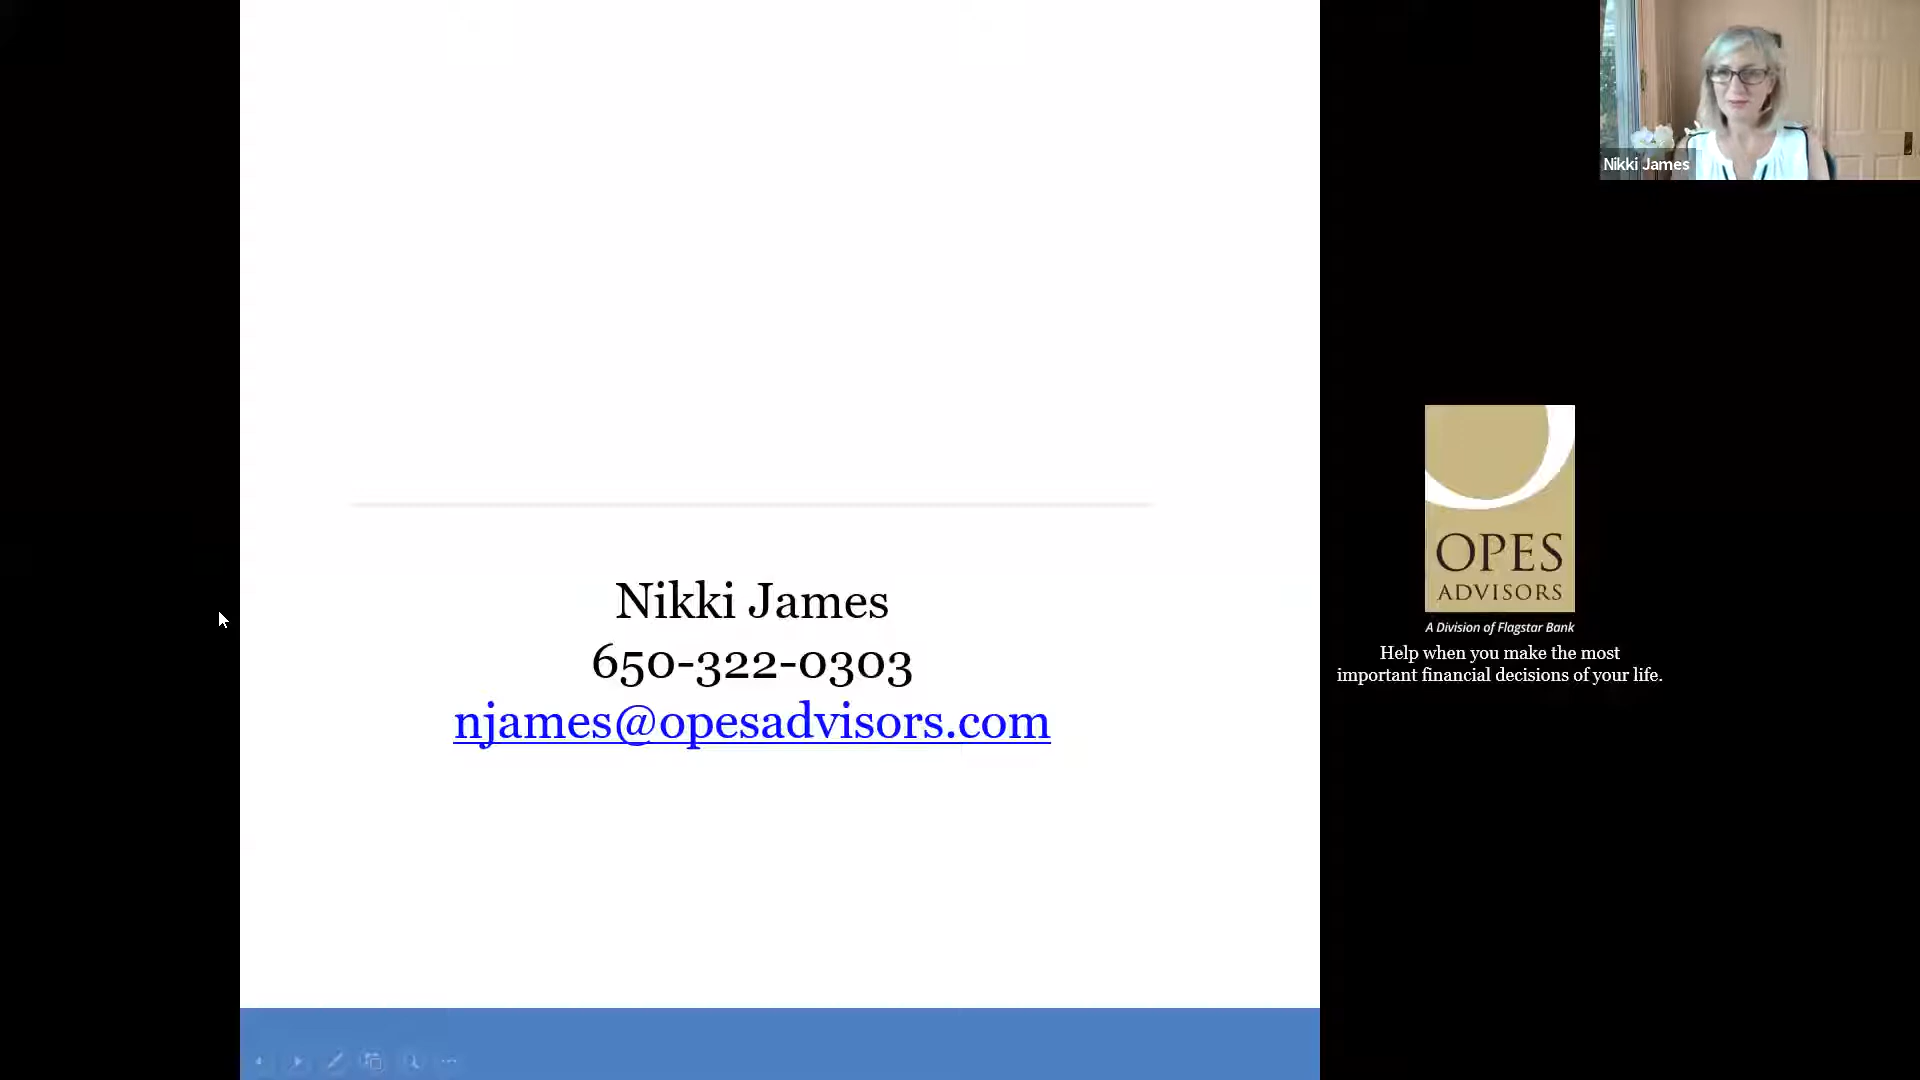 Nikki James
Nikki James
650-322-0303
njames@opesadvisors.com
OPES
ADVISORS
A Division of Flagstar Bank
Help when you make the most
important financial decisions of your life.